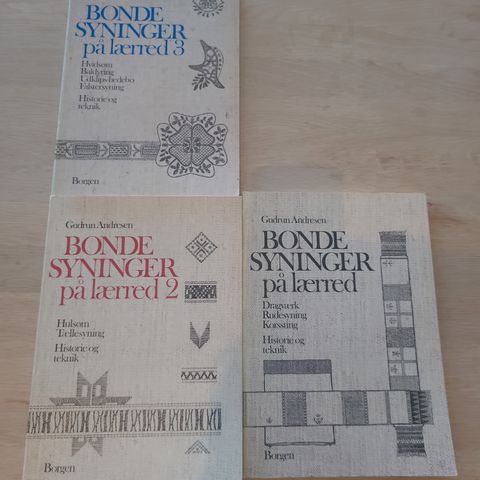 BONDE
SYNINGER
på lærred 3
Hvidsøm
Baldyring
Udklipshedebo
Falstersyning
Historie og
teknik
Borgen
Gudrun Andresen
BONDE
SYNINGER
på lærred 2
Hulsøm
Tællesyning
Historie og
teknik
Borgen
Gudrun Andresen
BONDE
SYNINGER
på lærred
Dragværk
Rudesyning
Korssting
Historie og
teknik
Borgen